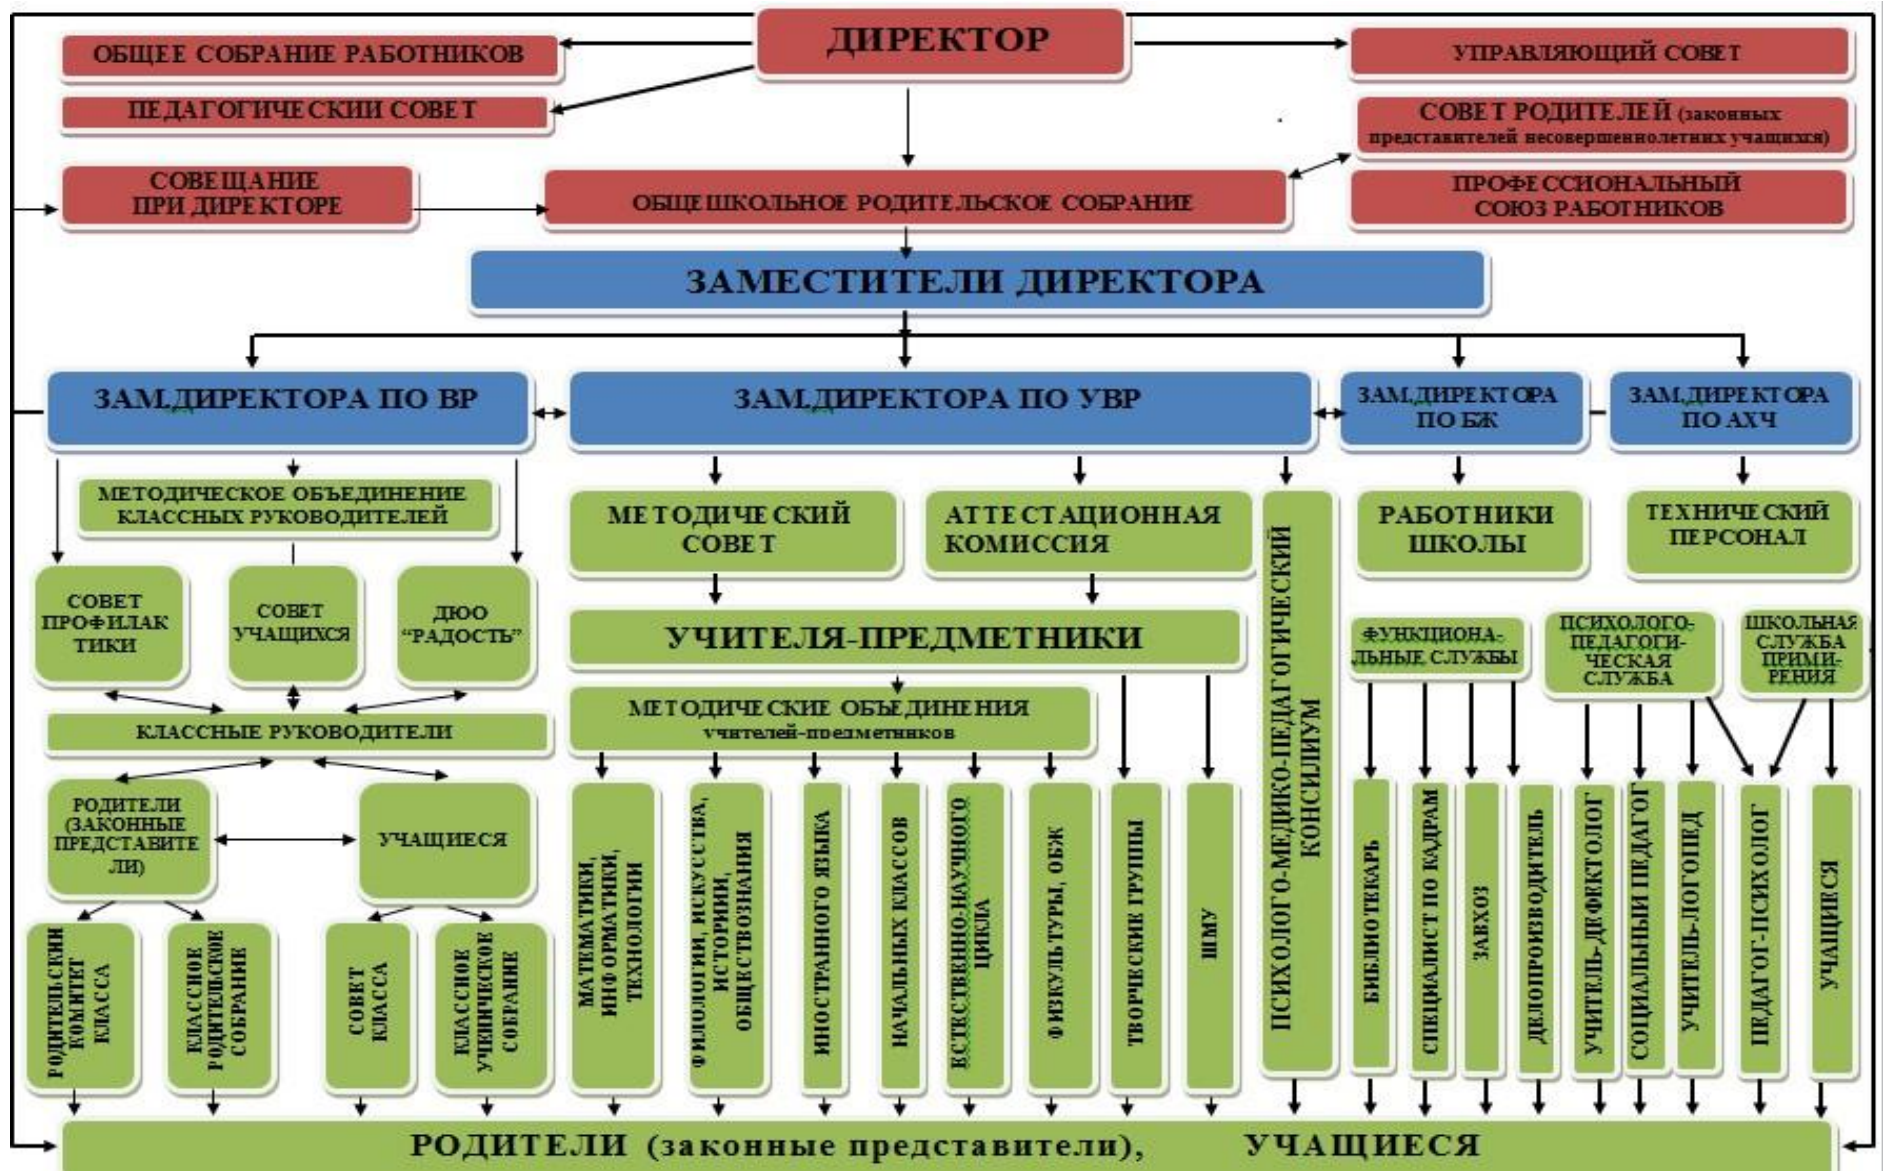 ДИРЕКТОР
ОБЩЕЕ СОБРАНИЕ РАБОТНИКОВ
УПРАВЛЯЮЩИЙ СОВЕТ
ПЕДАГОГИЧЕСКИЙ СОВЕТ
СОВЕТ РОДИТЕЛЕЙ (законных
представителей несовершеннолетних учащихся)
СОВЕЩАНИЕ
ПРИ ДИРЕКТОРЕ
ОБЩЕШКОЛЬНОЕ РОДИТЕЛЬСКОЕ СОБРАНИЕ
ПРОФЕССИОНАЛЬНЫЙ
СОЮЗ РАБОТНИКОВ
ЗАМЕСТИТЕЛИ ДИРЕКТОРА
ЗАМ.ДИРЕКТОРА ПО ВР
ЗАМ.ДИРЕКТОРА ПО УВР
ЗАМ.ДИРЕКТОРА
ПО БЖ
ЗАМ.ДИРЕКТОРА
ПО АХЧ
МЕТОДИЧЕСКОЕ ОБЪЕДИНЕНИЕ
КЛАССНЫХ РУКОВОДИТЕЛЕЙ
МЕТОДИЧЕСКИЙ
СОВЕТ
АТТЕСТАЦИОННАЯ
КОМИССИЯ
ПСИХОЛОГО-МЕДИКО-ПЕДАГОГИЧЕСКИЙ
КОНСИЛИУМ
РАБОТНИКИ
ШКОЛЫ
ТЕХНИЧЕСКИЙ
ПЕРСОНАЛ
СОВЕТ
ПРОФИЛАК
ТИКИ
СОВЕТ
УЧАЩИХСЯ
ДЮО
“РАДОСТЬ”
УЧИТЕЛЯ-ПРЕДМЕТНИКИ
ФУНКЦИОНА-
ЛЬНЫЕ СЛУЖБЫ
ПСИХОЛОГО-
ПЕДАГОГИ-
ЧЕСКАЯ
СЛУЖБА
ШКОЛЬНАЯ
СЛУЖБА
ПРИМИ-
РЕНИЯ
КЛАССНЫЕ РУКОВОДИТЕЛИ
МЕТОДИЧЕСКИЕ ОБЪЕДИНЕНИЯ
учителей-предметников
РОДИТЕЛИ
(ЗАКОННЫЕ
ПРЕДСТАВИТЕ
ЛИ)
УЧАЩИЕСЯ
РОДИТЕЛЬСКИЙ
КОМИТЕТ
КЛАССА
КЛАССНОЕ
РОДИТЕЛЬСКОЕ
СОБРАНИЕ
СОВЕТ
КЛАССА
КЛАССНОЕ
УЧЕНИЧЕСКОЕ
СОБРАНИЕ
МАТЕМАТИКИ,
ИНФОРМАТИКИ,
ТЕХНОЛОГИИ
ФИЛОЛОГИИ, ИСКУССТВА,
ИСТОРИИИ,
ОБЩЕСТВОЗНАНИЯ
ИНОСТРАННОГО ЯЗЫКА
НАЧАЛЬНЫХ КЛАССОВ
ЕСТЕСТВЕННО-НАУЧНОГО
ЦИКЛА
ФИЗКУЛЬТУРЫ, ОБЖ
ТВОРЧЕСКИЕ ГРУППЫ
ШМУ
БИБЛИОТЕКАРЬ
СПЕЦИАЛИСТ ПО КАДРАМ
ЗАВХОЗ
ДЕЛОПРОИЗВОДИТЕЛЬ
УЧИТЕЛЬ-ДЕФЕКТОЛОГ
СОЦИАЛЬНЫЙ ПЕДАГОГ
УЧИТЕЛЬ-ЛОГОПЕД
ПЕДАГОГ-ПСИХОЛОГ
УЧАЩИЕСЯ
РОДИТЕЛИ (законные представители), УЧАЩИЕСЯ